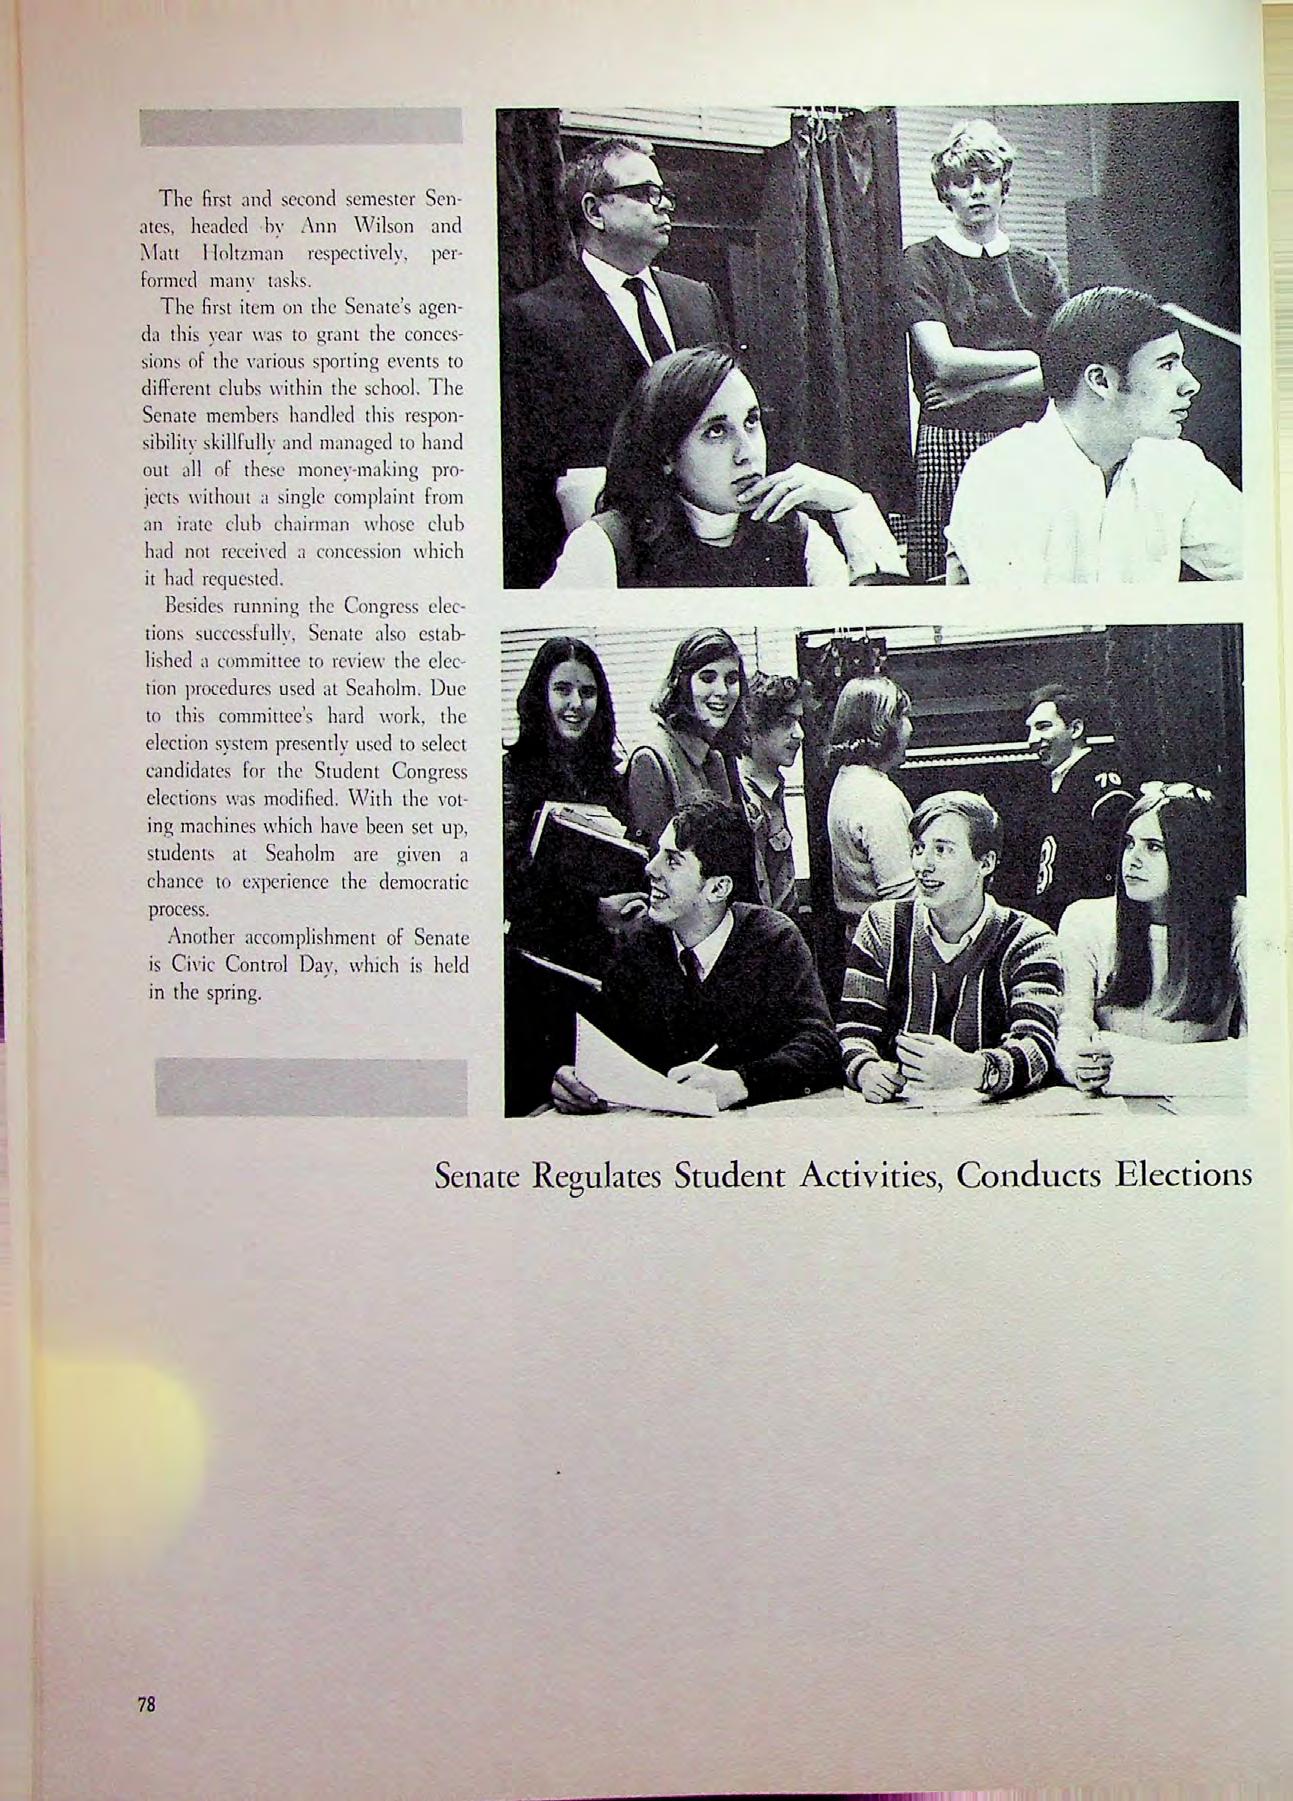 The first and second semester Sen-
ates, headed by Ann Wilson and
Matt Holtzman respectively, per-
formed many tasks.
The first item on the Senate's agen-
da this year was to grant the conces-
sions of the various sporting events to
different clubs within the school. The
Senate members handled this respon-
sibility skillfully and managed to hand
out all of these money-making pro-
jects without a single complaint from
an irate club chairman whose club
had not received a concession which
it had requested.
Besides running the Congress elec-
tions successfully, Senate also estab-
lished a committee to review the elec-
tion procedures used at Seaholm. Due
to this committee's hard work, the
election system presently used to select
candidates for the Student Congress
elections was modified. With the vot-
ing machines which have been set up,
students at Seaholm are given a
chance to experience the democratic
process.
Another accomplishment of Senate
is Civic Control Day, which is held
in the spring.
70
Senate Regulates Student Activities, Conducts Elections
78